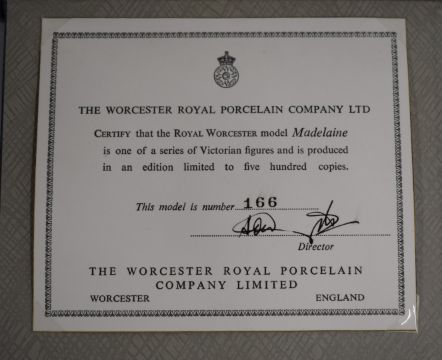 THE WORCESTER ROYAL PORCELAIN COMPANY LTD
CERTIFY that the ROYAL WORCESTER model Madelaine
is one of a series of Victorian figures and is produced
in an edition limited to five hundred copies.
This model is number 166
Director
THE WORCESTER ROYAL PORCELAIN
COMPANY LIMITED
WORCESTER ENGLAND